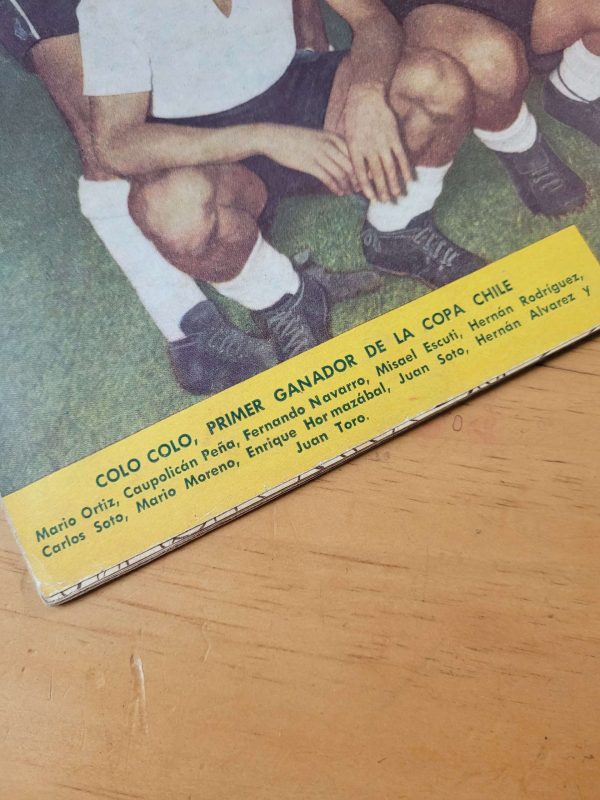 COLO COLO, PRIMER GANADOR DE LA COPA CHILE
Mario Ortiz, Caupolicán Peña, Fernando Navarro, Misael Escuti, Hernán Rodríguez,
Carlos Soto, Mario Moreno, Enrique Hormazábal, Juan Soto, Hernán Alvarez y
Juan Toro.